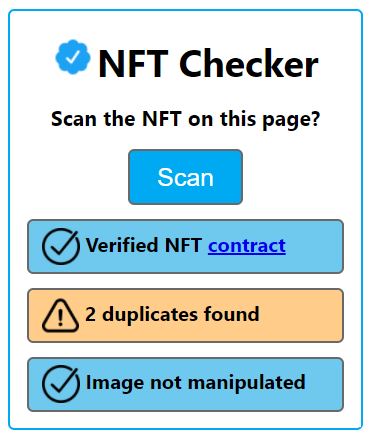 NFT Checker
Scan the NFT on this page?
Scan
Verified NFT contract
2 duplicates found
Image not manipulated